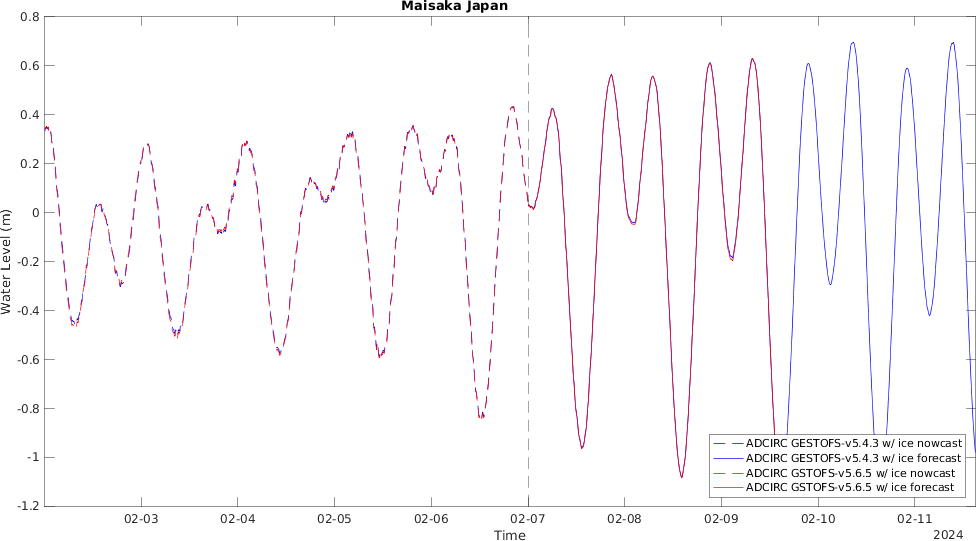 Maisaka Japan
0.8
0.6
0.4
0.2
0
-0.2
-0.4
-0.6
-0.8
-1
-1.2
Water Level (m)
ADCIRC GESTOFS-v5.4.3 w/ ice nowcast
ADCIRC GESTOFS-v5.4.3 w/ ice forecast
ADCIRC GSTOFS-v5.6.5 w/ ice nowcast
ADCIRC GSTOFS-v5.6.5 w/ ice forecast
02-03 02-04 02-05 02-06 02-07 02-08 02-09 02-10 02-11
Time
2024